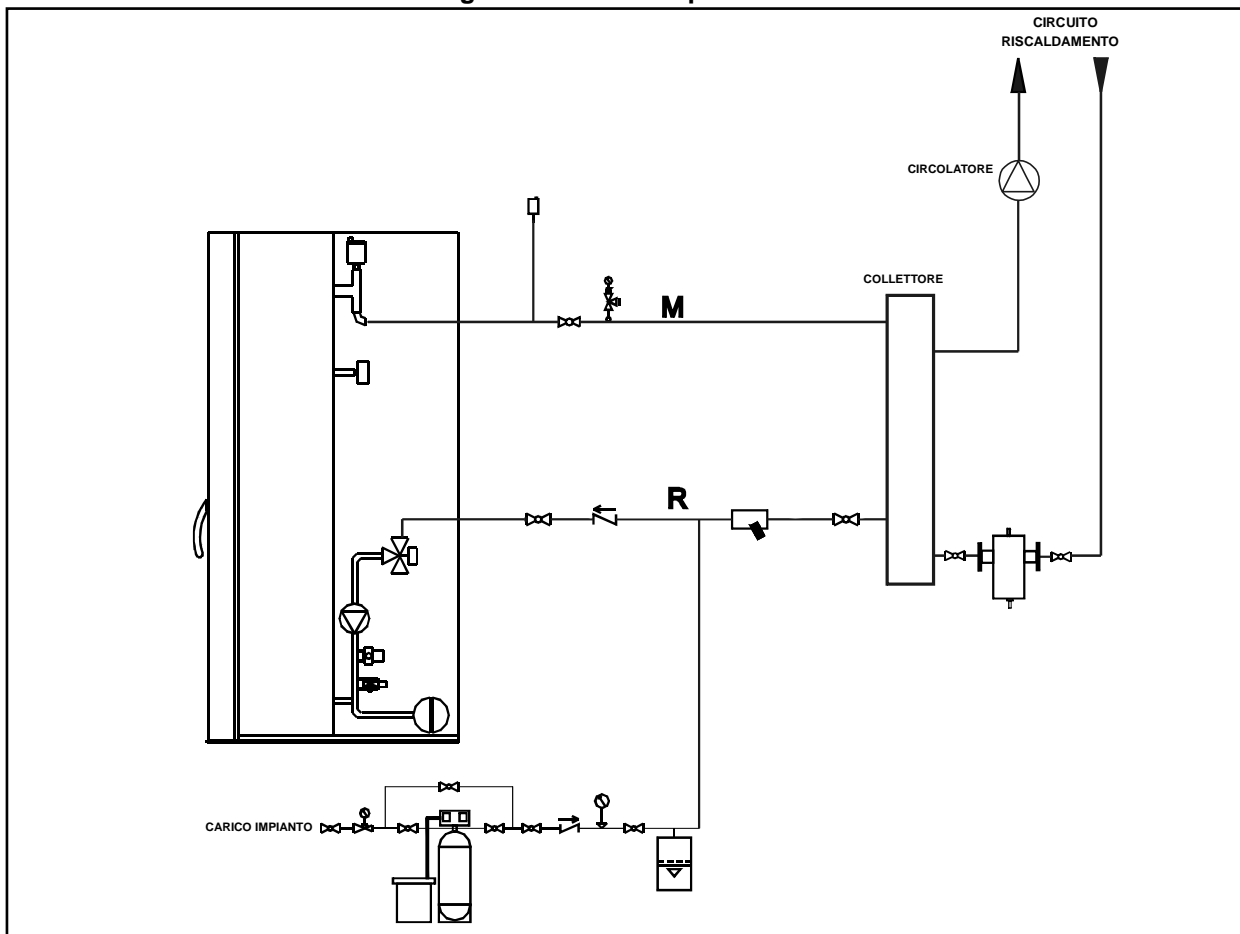 CIRCUITO
RISCALDAMENTO
CIRCOLATORE
COLLETTORE
M
R
CARICO IMPIANTO